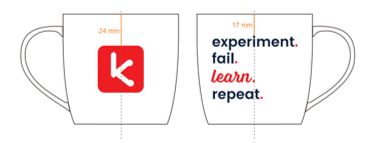 24 mm
k
17 mm
experiment.
fail.
learn.
repeat.